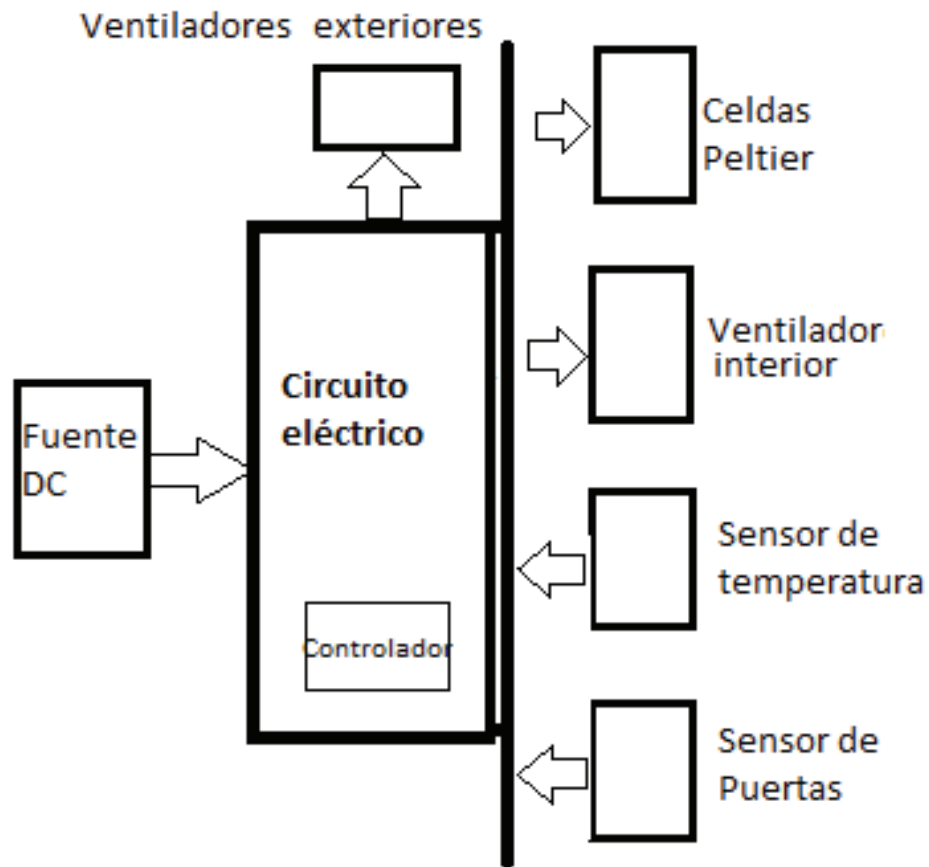 Ventiladores exteriores
Celdas
Peltier
Ventilador
interior
Circuito
eléctrico
Fuente
DC
Sensor de
temperatura
Controlador
Sensor de
Puertas